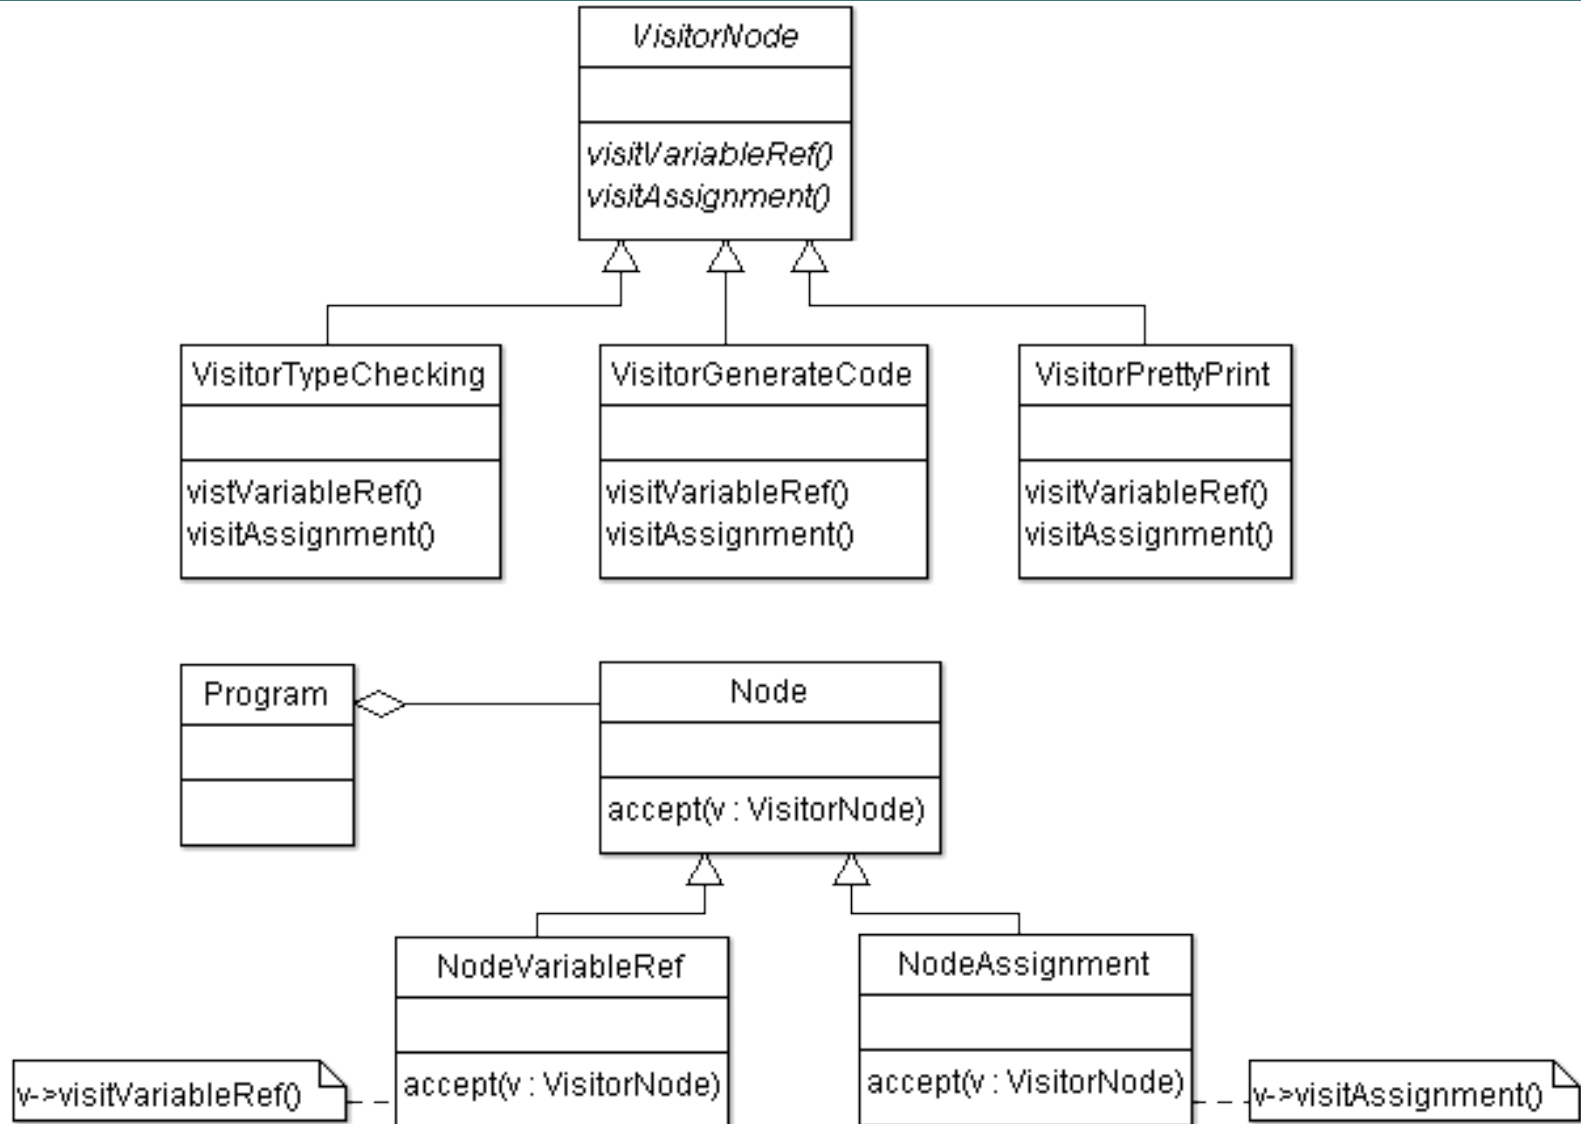 VisitorNode
visitVariableRef()
visitAssignment()
VisitorTypeChecking
vistVariableRef()
visitAssignment()
VisitorGenerateCode
visitVariableRef()
visitAssignment()
VisitorPrettyPrint
visitVariableRef()
visitAssignment()
Program
Node
accept(v : VisitorNode)
NodeVariableRef
accept(v : VisitorNode)
NodeAssignment
accept(v : VisitorNode)
v->visitVariableRef()
v->visitAssignment()